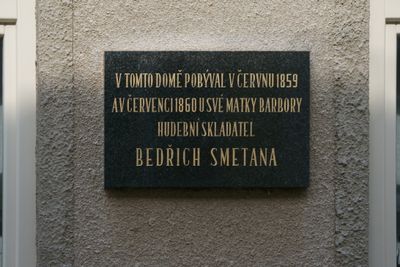 V TOMTO DOMĚ POBÝVAL V ČERVNU 1859
A V ČERVENCI 1860 U SVÉ MATKY BARBORY
HUDEBNÍ SKLADATEL
BEDŘICH SMETANA